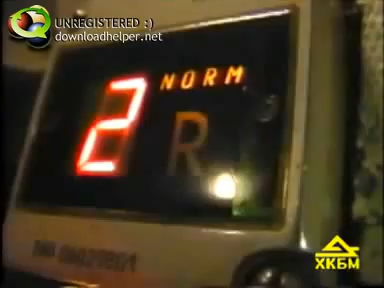 UNREGISTERED :)
downloadhelper.net
NORM
2
R
ХКБМ